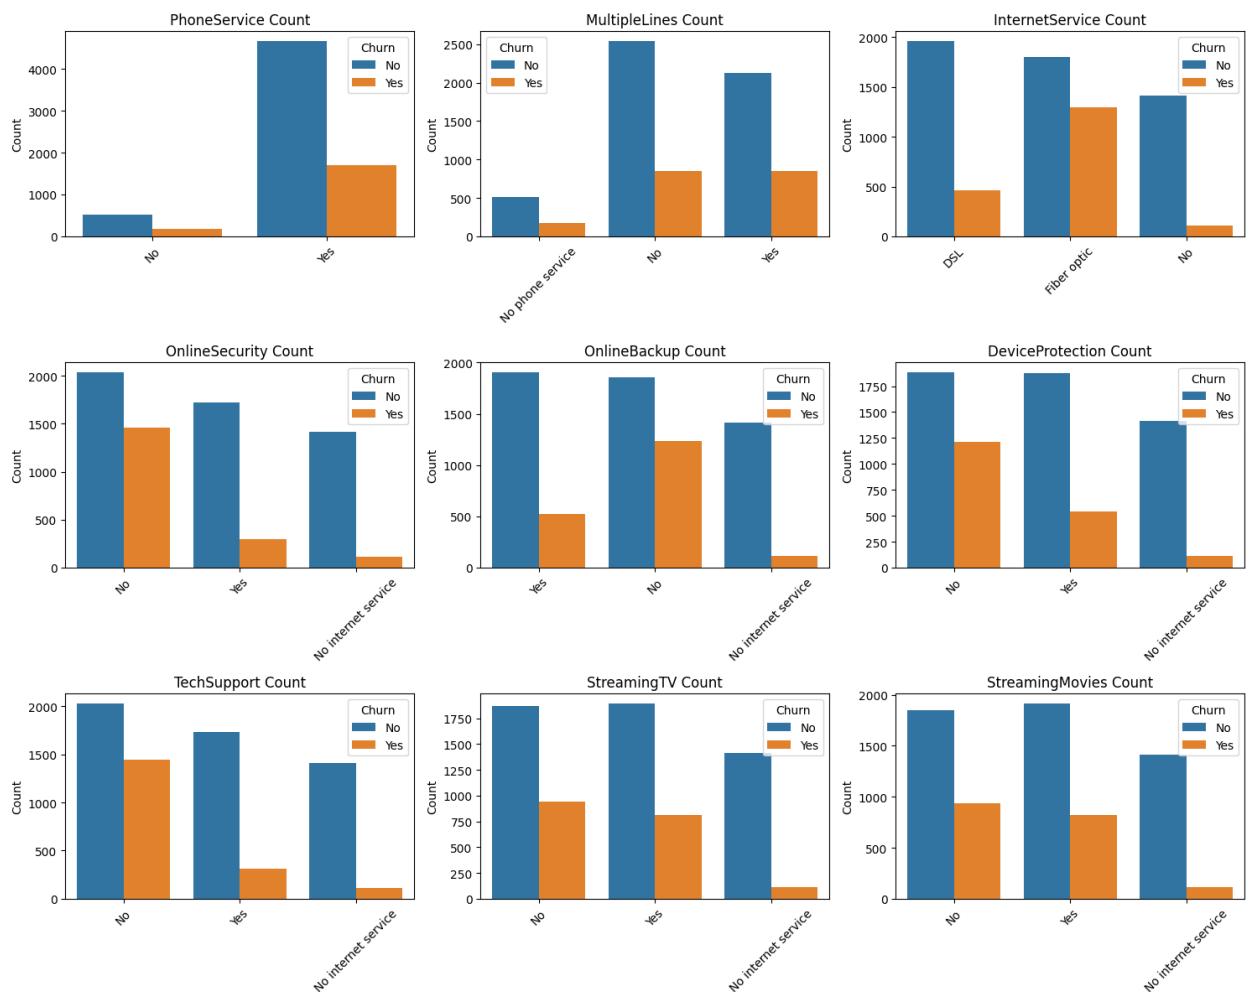 PhoneService Count
Count
4000
3000
2000
1000
0
No
Yes
Churn
No
Yes
MultipleLines Count
Count
2500
2000
1500
1000
500
0
No phone service
No
Yes
Churn
No
Yes
InternetService Count
Count
2000
1750
1500
1250
1000
750
500
250
0
DSL
Fiber optic
No
Churn
No
Yes
OnlineSecurity Count
Count
2000
1500
1000
500
0
No
Yes
No internet service
Churn
No
Yes
OnlineBackup Count
Count
2000
1500
1000
500
0
Yes
No
No internet service
Churn
No
Yes
DeviceProtection Count
Count
1750
1500
1250
1000
750
500
250
0
No
Yes
No internet service
Churn
No
Yes
TechSupport Count
Count
2000
1500
1000
500
0
No
Yes
No internet service
Churn
No
Yes
StreamingTV Count
Count
1750
1500
1250
1000
750
500
250
0
No
Yes
No internet service
Churn
No
Yes
StreamingMovies Count
Count
2000
1500
1000
500
0
No
Yes
No internet service
Churn
No
Yes